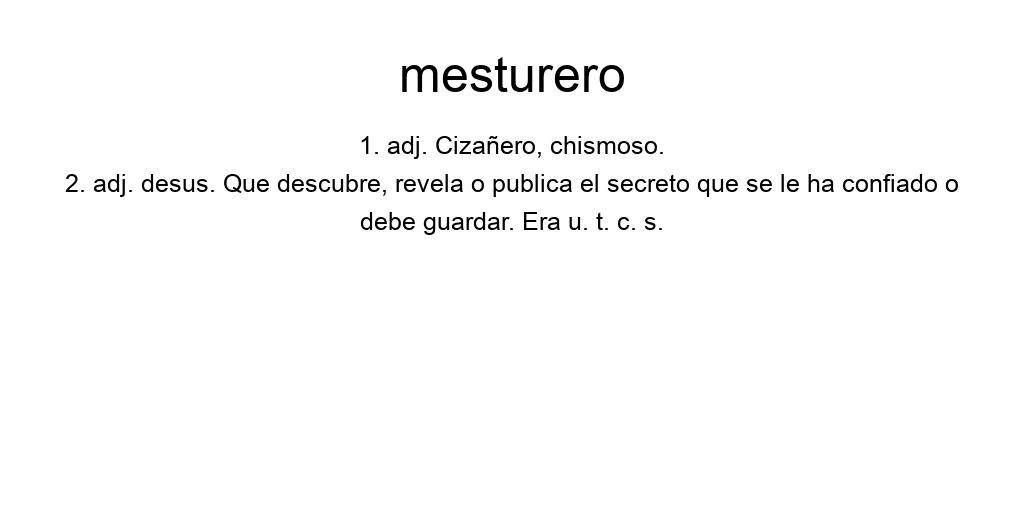 mesturero
1. adj. Cizañero, chismoso.
2. adj. desus. Que descubre, revela o publica el secreto que se le ha confiado o
debe guardar. Era u. t. c. s.